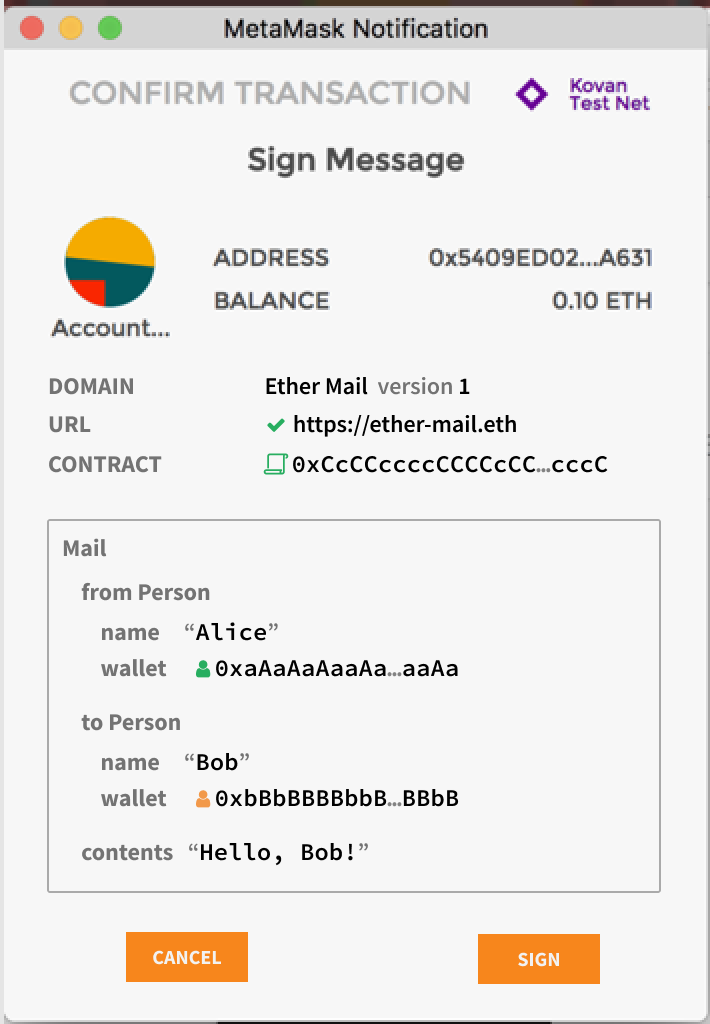 MetaMask Notification
CONFIRM TRANSACTION
Kovan
Test Net
Sign Message
ADDRESS 0x5409ED02...A631
BALANCE 0.10 ETH
Account...
DOMAIN Ether Mail version 1
URL https://ether-mail.eth
CONTRACT 0xCcCCccccCCCCcCC…cccC
Mail
from Person
name “Alice”
wallet 0xaAaAaAaaAa…aaAa
to Person
name “Bob”
wallet 0xbBbBBBBbbB…BBbB
contents “Hello, Bob!”
CANCEL SIGN